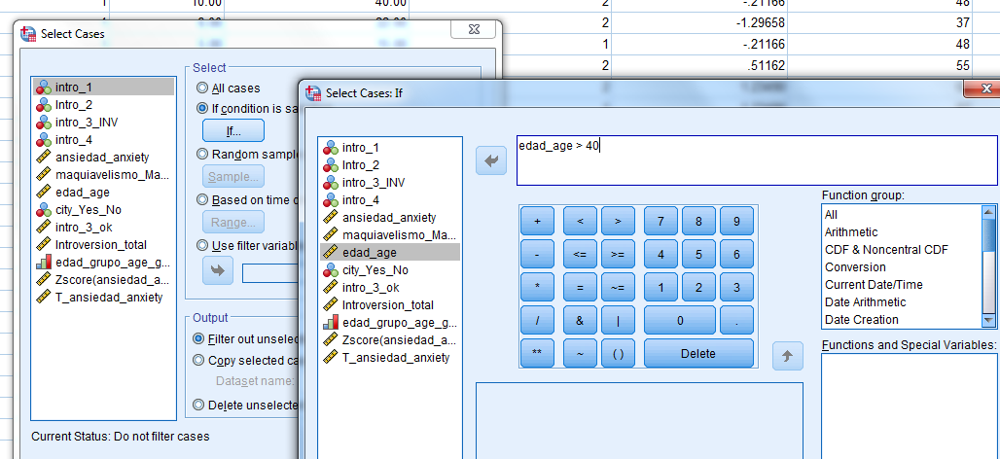 1 10.00 40.00 2 -.21166 48
2 -1.29658 37
1 -.21166 48
2 .51162 55
Select Cases
intro_1
Intro_2
intro_3_INV
intro_4
ansiedad_anxiety
maquiavelismo_Ma...
edad_age
city_Yes_No
intro_3_ok
Introversion_total
edad_grupo_age_g...
Zscore(ansiedad_a...
T_ansiedad_anxiety
Current Status: Do not filter cases
Select
All cases
If condition is sa
If...
Random sample
Sample...
Based on time
Range...
Use filter variabl
Output
Filter out unselec
Copy selected ca
Dataset name:
Delete unselecte
Select Cases: If
intro_1
Intro_2
intro_3_INV
intro_4
ansiedad_anxiety
maquiavelismo_Ma...
edad_age
city_Yes_No
intro_3_ok
Introversion_total
edad_grupo_age_g...
Zscore(ansiedad_a...
T_ansiedad_anxiety
edad_age > 40
+ < > 7 8 9
- <= >= 4 5 6
* = ~= 1 2 3
/ & | 0 .
** ~ ( ) Delete
Function group:
All
Arithmetic
CDF & Noncentral CDF
Conversion
Current Date/Time
Date Arithmetic
Date Creation
Functions and Special Variables: